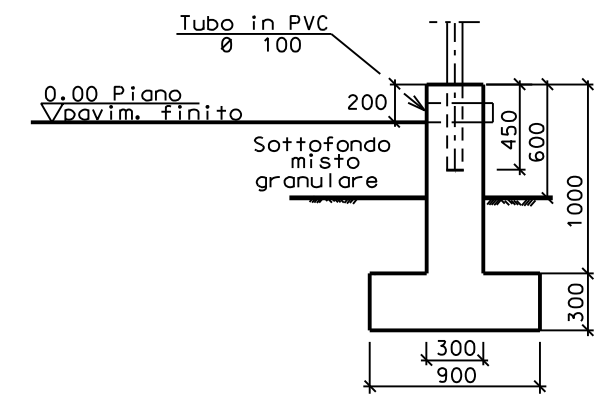 Tubo in PVC
Ø 100
0.00 Piano
pavim. finito
200
450
600
Sottofondo
misto
granulare
1000
300
300
900